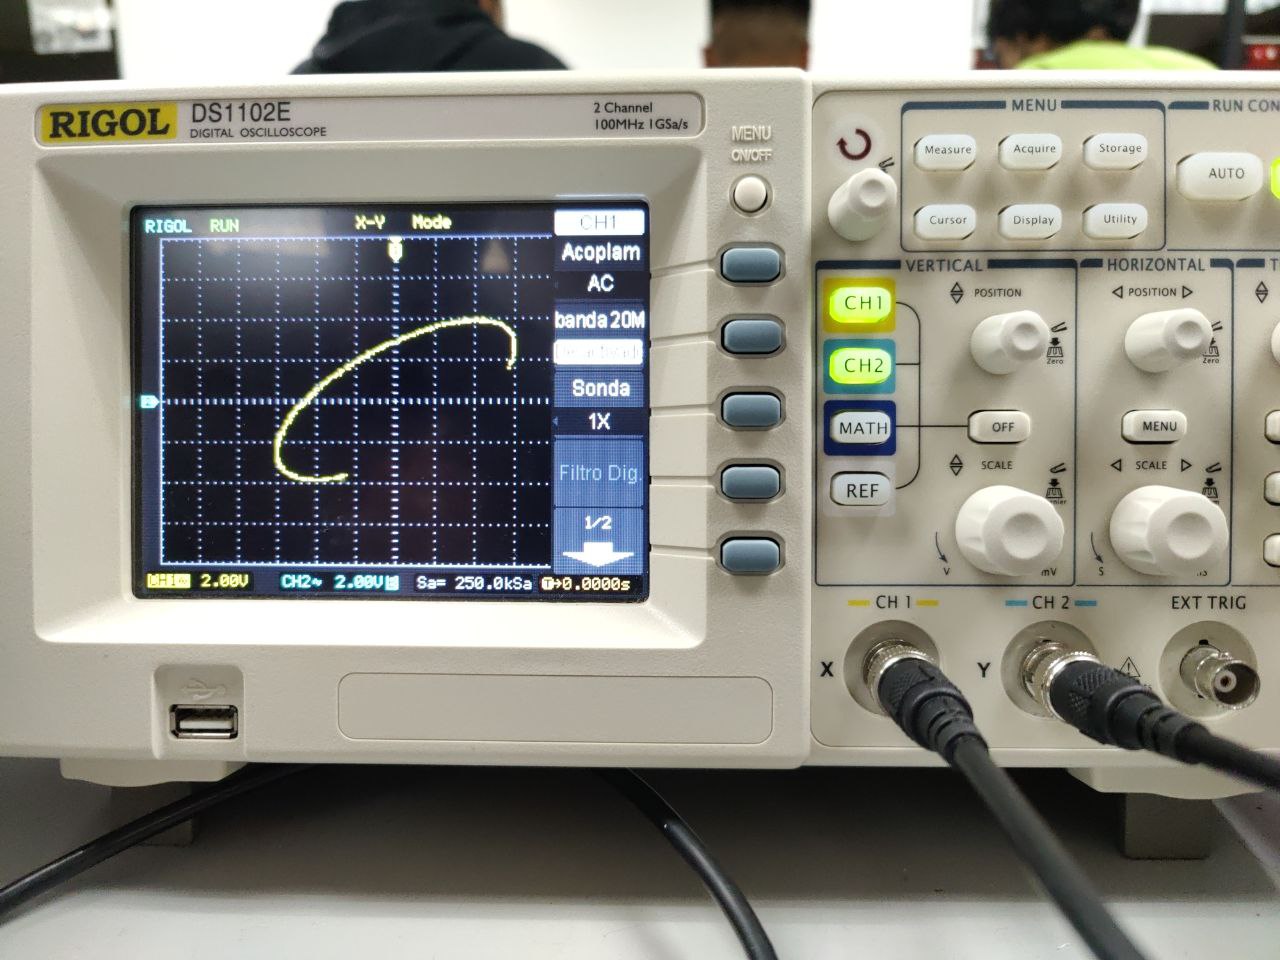 RIGOL DS1102E
DIGITAL OSCILLOSCOPE
2 Channel
100MHz 1GSa/s
MENU
ON/OFF
RIGOL RUN X-Y Mode
CH1
Acoplam
AC
banda 20M
Sonda
1X
Filtro Dig.
1/2
CH1 2.00V CH2~ 2.00V Sa= 250.0kSa T→0.0000s
MENU
Measure Acquire Storage
Cursor Display Utility
RUN CON
AUTO
VERTICAL
POSITION
Zero
CH1
CH2
MATH
REF
OFF
SCALE
V mV
HORIZONTAL
POSITION
Zero
MENU
SCALE
S
CH 1
X
CH 2
Y
EXT TRIG